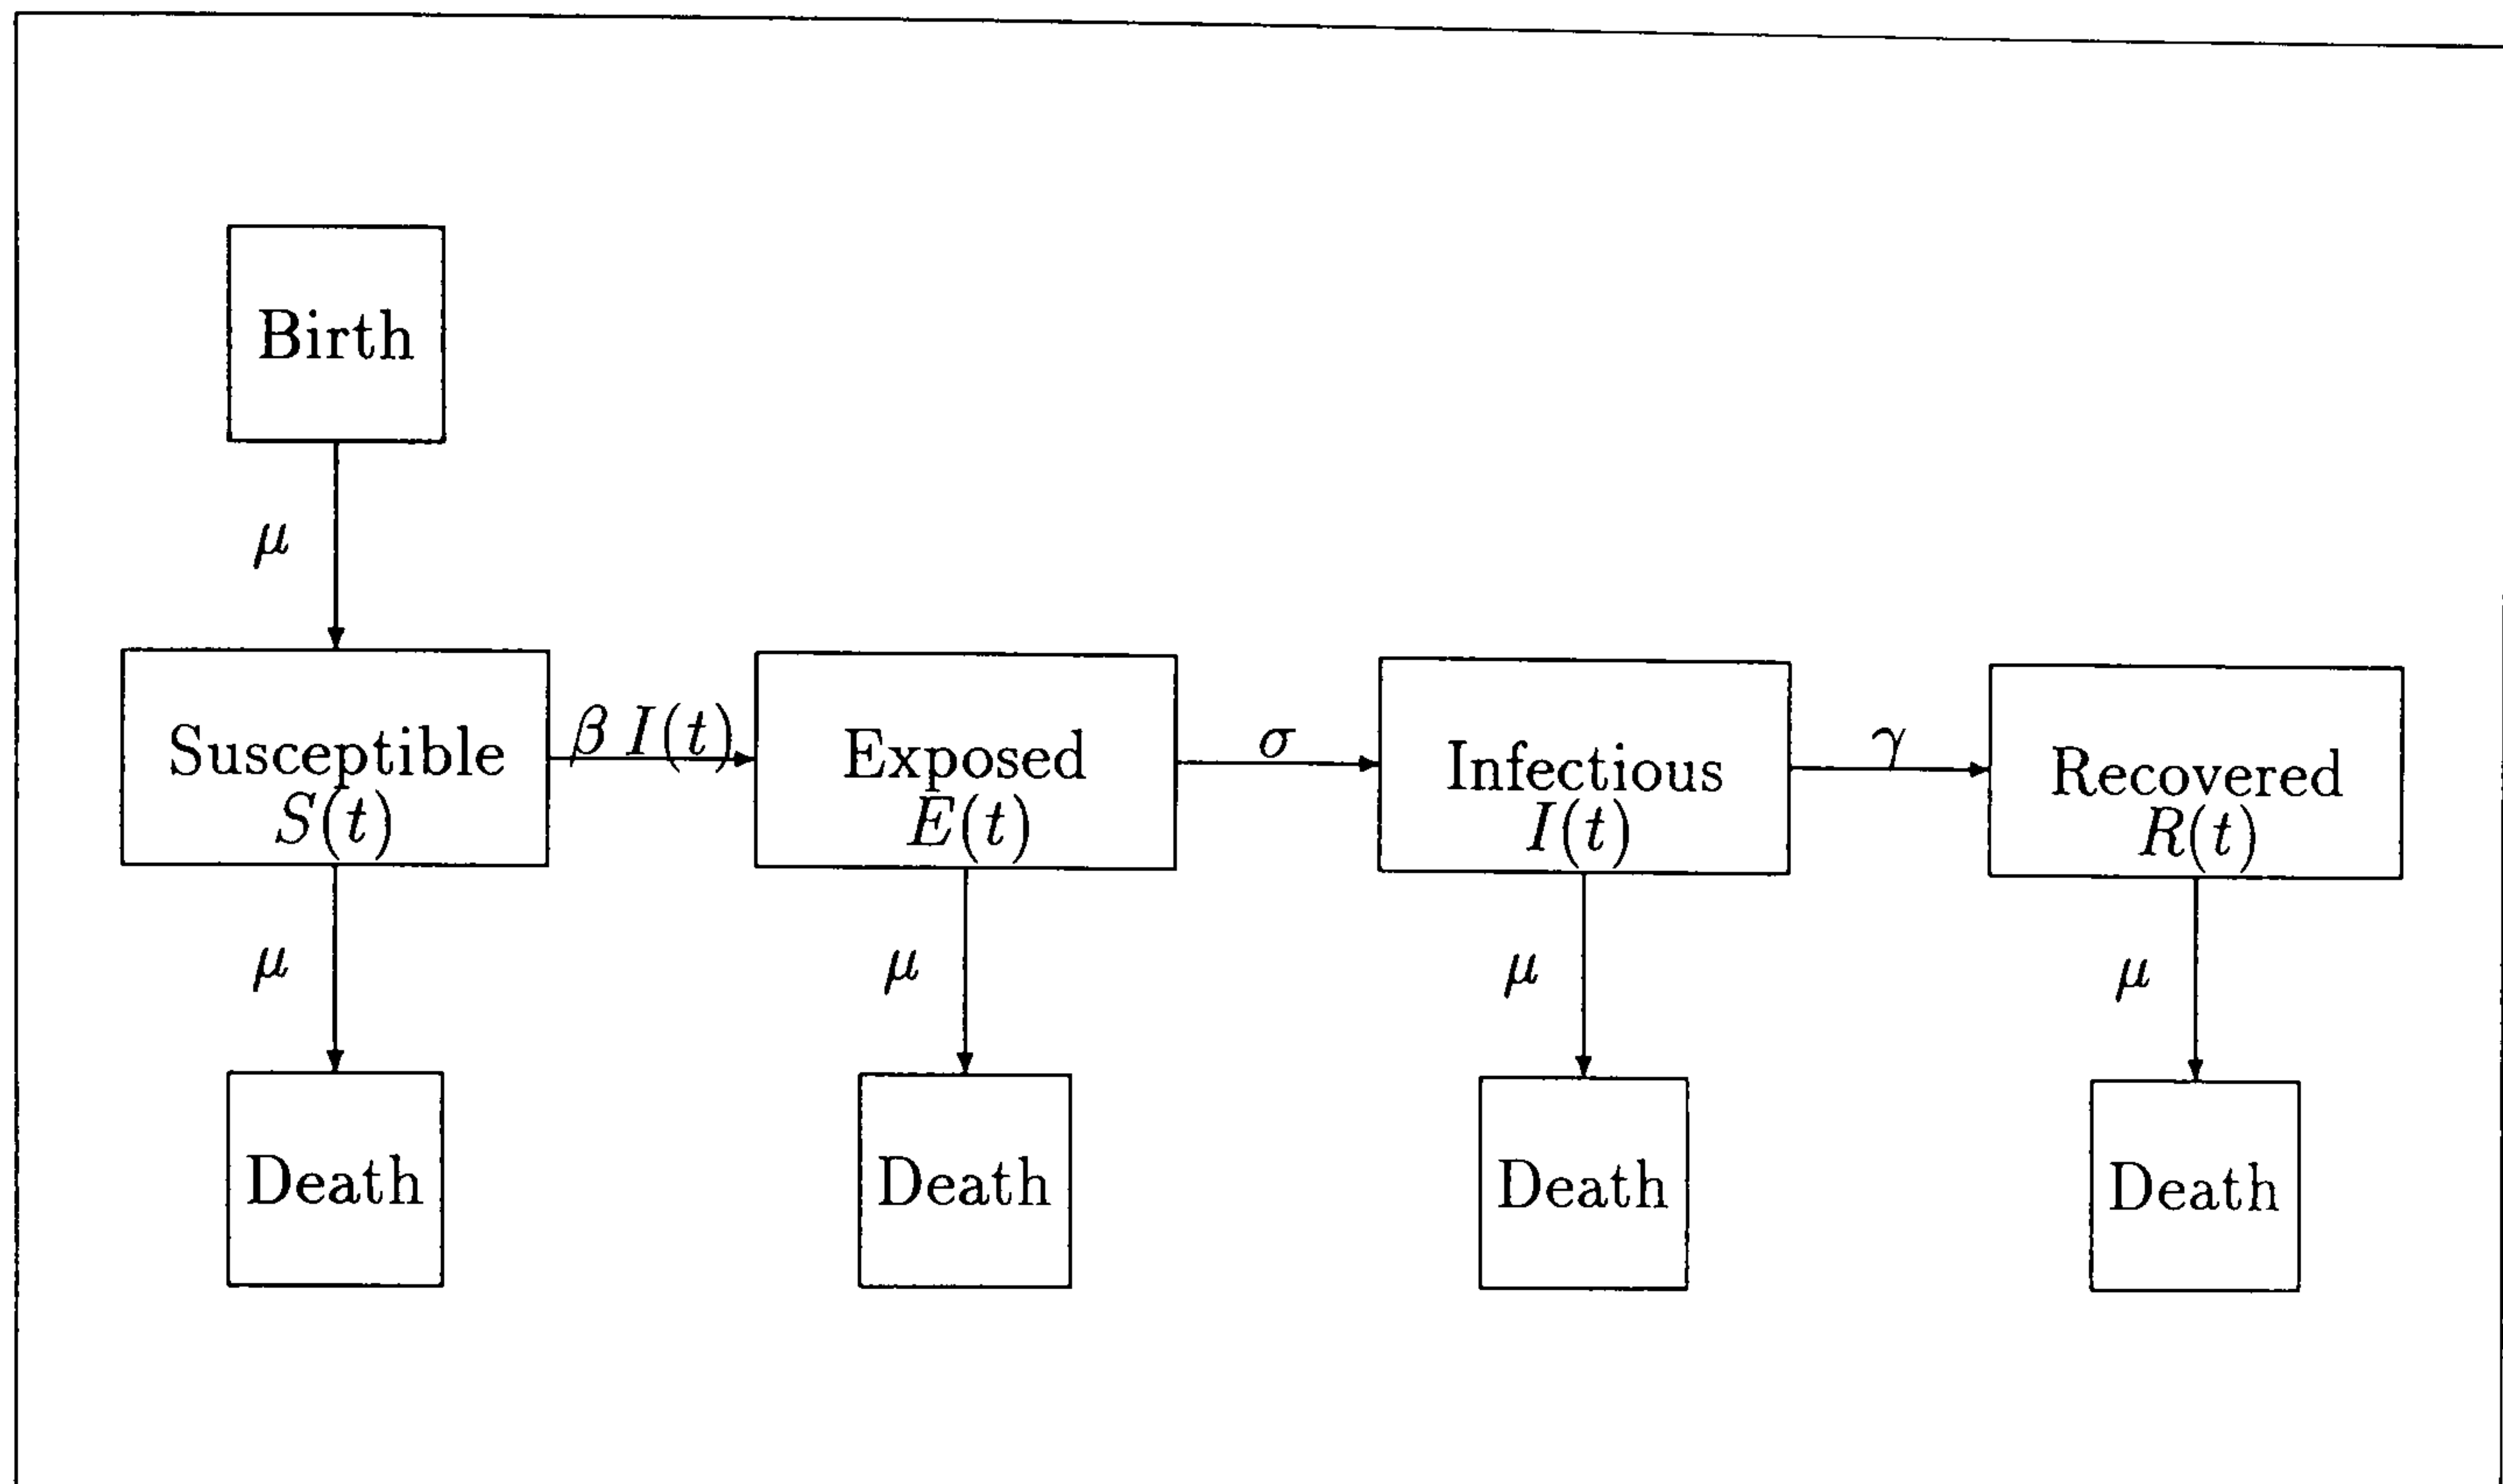 Birth
μ
Susceptible
S(t)
β I(t)
Exposed
E(t)
σ
Infectious
I(t)
γ
Recovered
R(t)
μ
μ
μ
μ
Death
Death
Death
Death